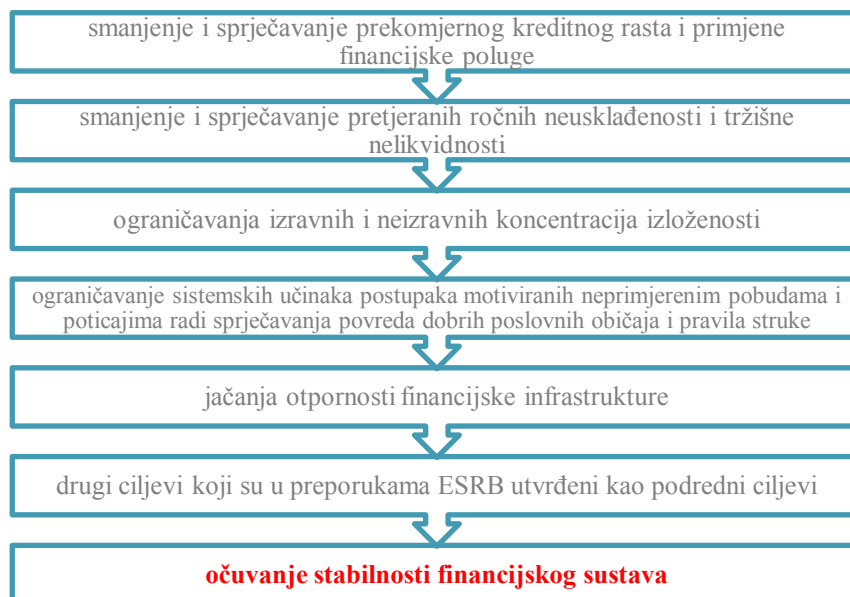 smanjenje i sprječavanje prekomjernog kreditnog rasta i primjene
financijske poluge
smanjenje i sprječavanje pretjeranih ročnih neusklađenosti i tržišne
nelikvidnosti
ograničavanja izravnih i neizravnih koncentracija izloženosti
ograničavanje sistemskih učinaka postupaka motiviranih neprimjerenim pobudama i
poticajima radi sprječavanja povreda dobrih poslovnih običaja i pravila struke
jačanja otpornosti financijske infrastrukture
drugi ciljevi koji su u preporukama ESRB utvrđeni kao podredni ciljevi
očuvanje stabilnosti financijskog sustava